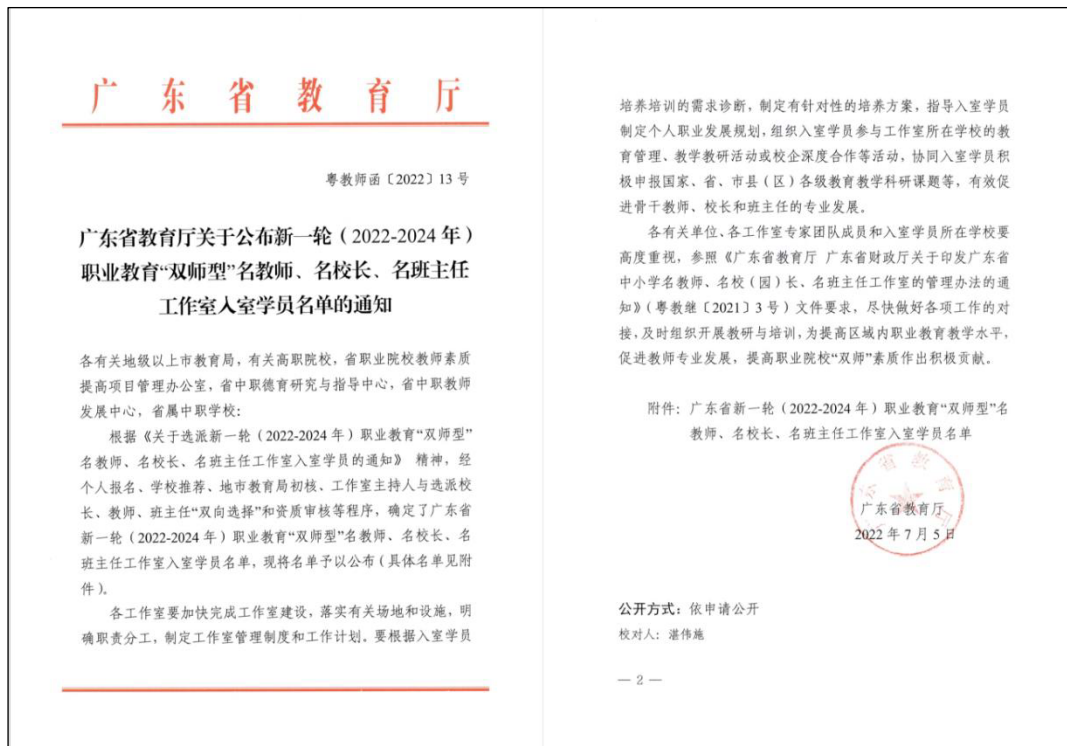 广东省教育厅
粤教师函〔2022〕13号
广东省教育厅关于公布新一轮（2022-2024年）
职业教育“双师型”名教师、名校长、名班主任
工作室入室学员名单的通知
各有关地级以上市教育局，有关高职院校，省职业院校教师素质
提高项目管理办公室，省中职德育研究与指导中心，省中职教师
发展中心，省属中职学校：
根据《关于选派新一轮（2022-2024年）职业教育“双师型”
名教师、名校长、名班主任工作室入室学员的通知》 精神，经
个人报名、学校推荐、地市教育局初核、工作室主持人与选派校
长、教师、班主任“双向选择”和资质审核等程序，确定了广东省
新一轮（2022-2024年）职业教育“双师型”名教师、名校长、名
班主任工作室入室学员名单，现将名单予以公布（具体名单见附
件）。
各工作室要加快完成工作室建设，落实有关场地和设施，明
确职责分工，制定工作室管理制度和工作计划。要根据入室学员
培养培训的需求诊断，制定有针对性的培养方案，指导入室学员
制定个人职业发展规划，组织入室学员参与工作室所在学校的教
育管理、教学教研活动或校企深度合作等活动，协同入室学员积
极申报国家、省、市县（区）各级教育教学科研课题等，有效促
进骨干教师、校长和班主任的专业发展。
各有关单位、各工作室专家团队成员和入室学员所在学校要
高度重视，参照《广东省教育厅 广东省财政厅关于印发广东省
中小学名教师、名校（园）长、名班主任工作室的管理办法的通
知》（粤教继〔2021〕3号）文件要求，尽快做好各项工作的对
接，及时组织开展教研与培训，为提高区域内职业教育教学水平，
促进教师专业发展，提高职业院校“双师”素质作出积极贡献。
附件：广东省新一轮（2022-2024年）职业教育“双师型”名
教师、名校长、名班主任工作室入室学员名单
广东省教育厅
广东省教育厅
2022年7月5日
公开方式：依申请公开
校对人：湛伟施
— 2 —